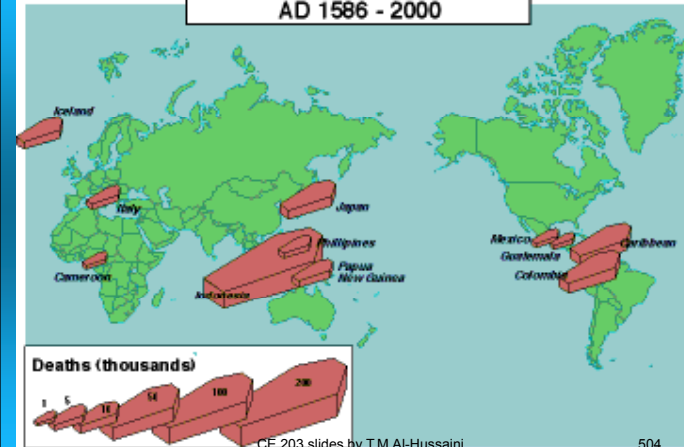 AD 1586 - 2000
Iceland
Italy
Japan
Phillipines
Cameroon
Papua
New Guinea
Indonesia
Mexico
Guatemala
Caribbean
Colombia
Deaths (thousands)
1 5 10 50 100 200
CE 203 slides by T.M.Al-Hussaini 504